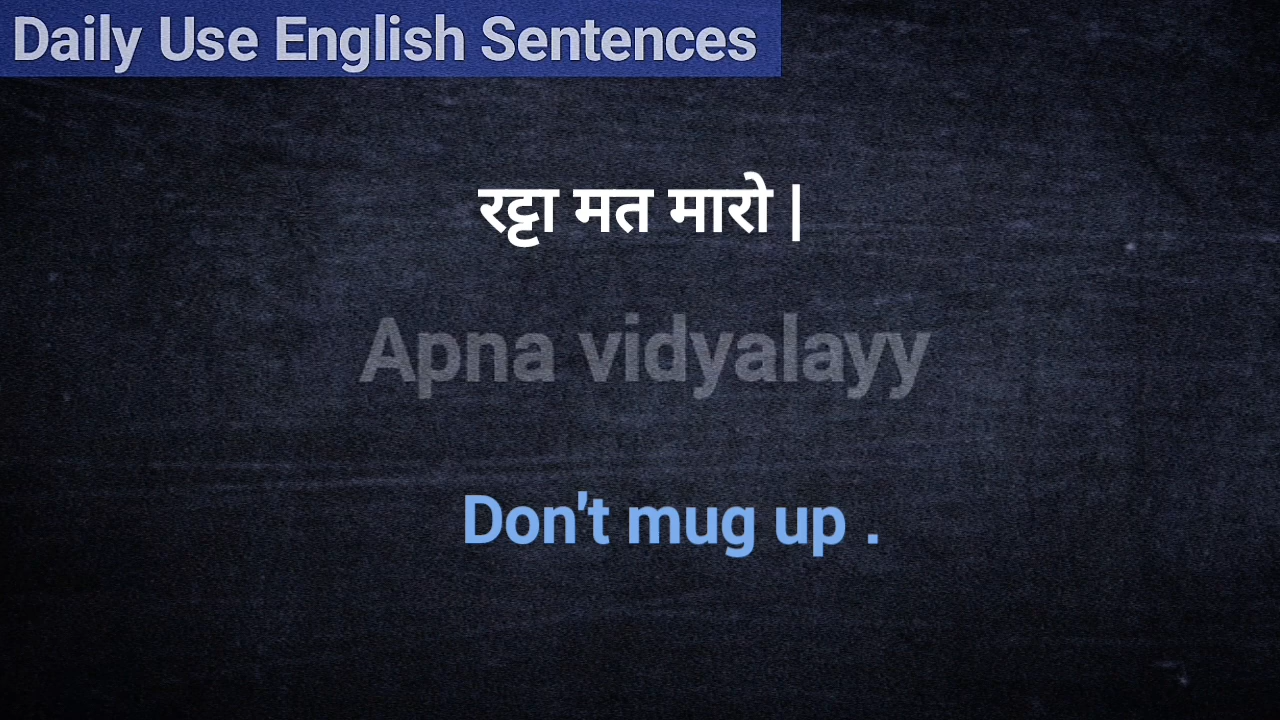 Daily Use English Sentences
रट्टा मत मारो |
Apna vidyalayy
Don't mug up .